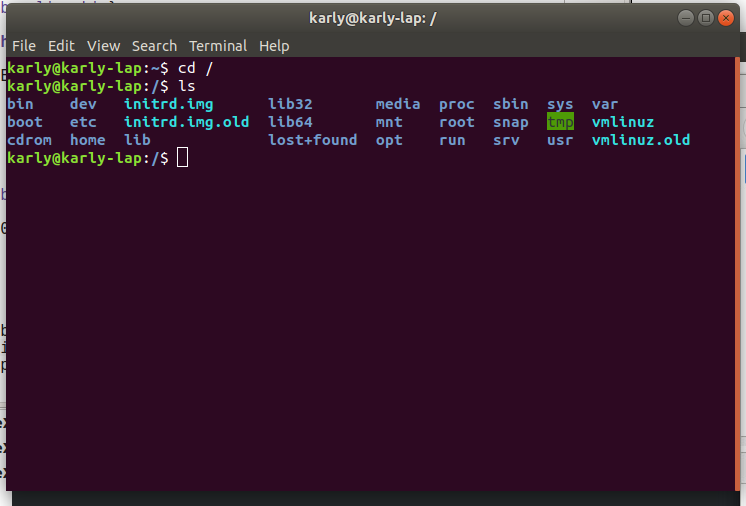 karly@karly-lap: /
File Edit View Search Terminal Help
karly@karly-lap:~$ cd /
karly@karly-lap:/$ ls
bin dev initrd.img lib32 media proc sbin sys var
boot etc initrd.img.old lib64 mnt root snap tmp vmlinuz
cdrom home lib lost+found opt run srv usr vmlinuz.old
karly@karly-lap:/$